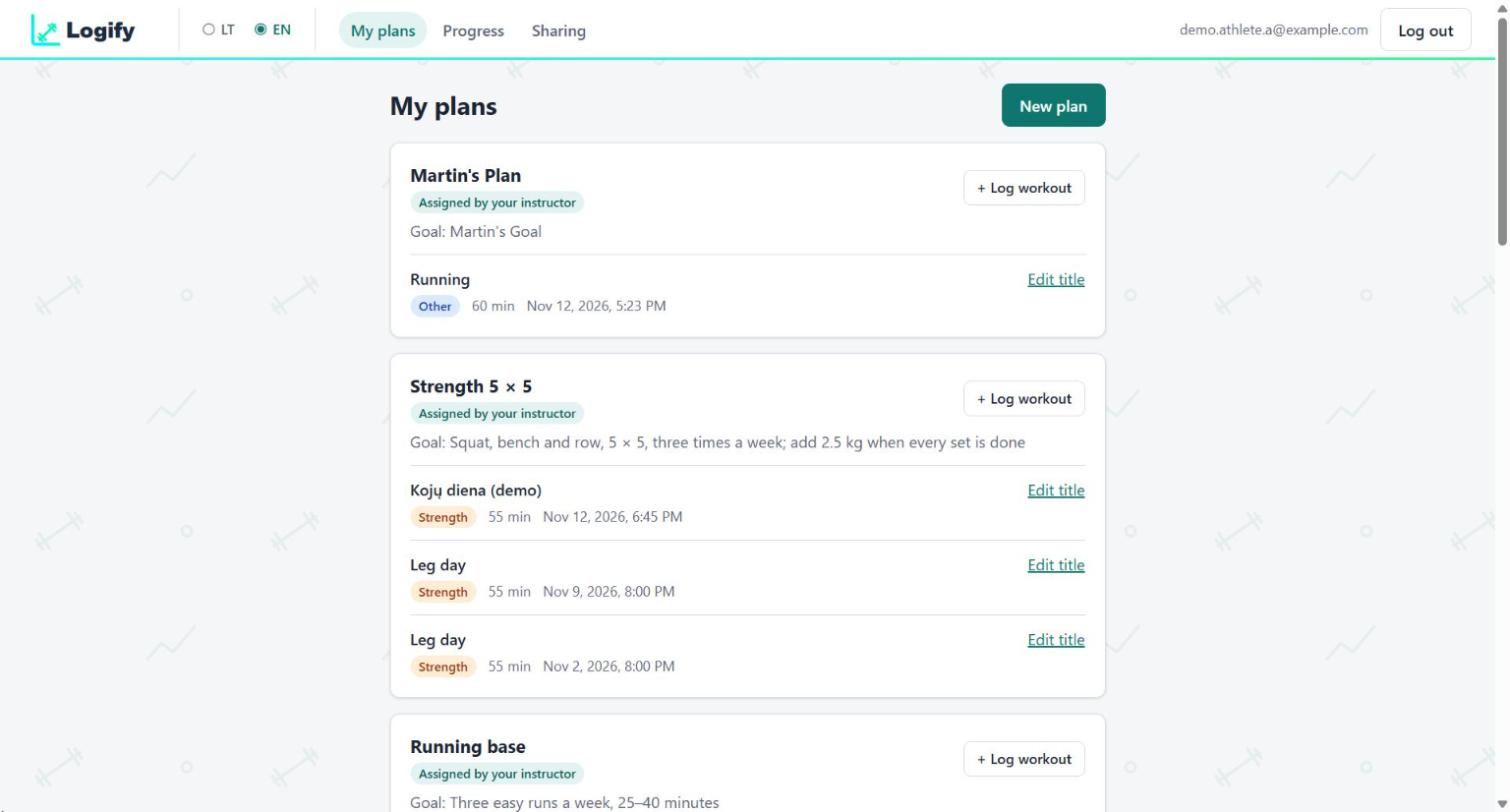 Logify
LT EN My plans Progress Sharing demo.athlete.a@example.com Log out
My plans New plan
Martin's Plan
+ Log workout
Assigned by your instructor
Goal: Martin's Goal
Running Edit title
Other 60 min Nov 12, 2026, 5:23 PM
Strength 5 × 5
+ Log workout
Assigned by your instructor
Goal: Squat, bench and row, 5 × 5, three times a week; add 2.5 kg when every set is done
Kojų diena (demo) Edit title
Strength 55 min Nov 12, 2026, 6:45 PM
Leg day Edit title
Strength 55 min Nov 9, 2026, 8:00 PM
Leg day Edit title
Strength 55 min Nov 2, 2026, 8:00 PM
Running base
+ Log workout
Assigned by your instructor
Goal: Three easy runs a week, 25–40 minutes